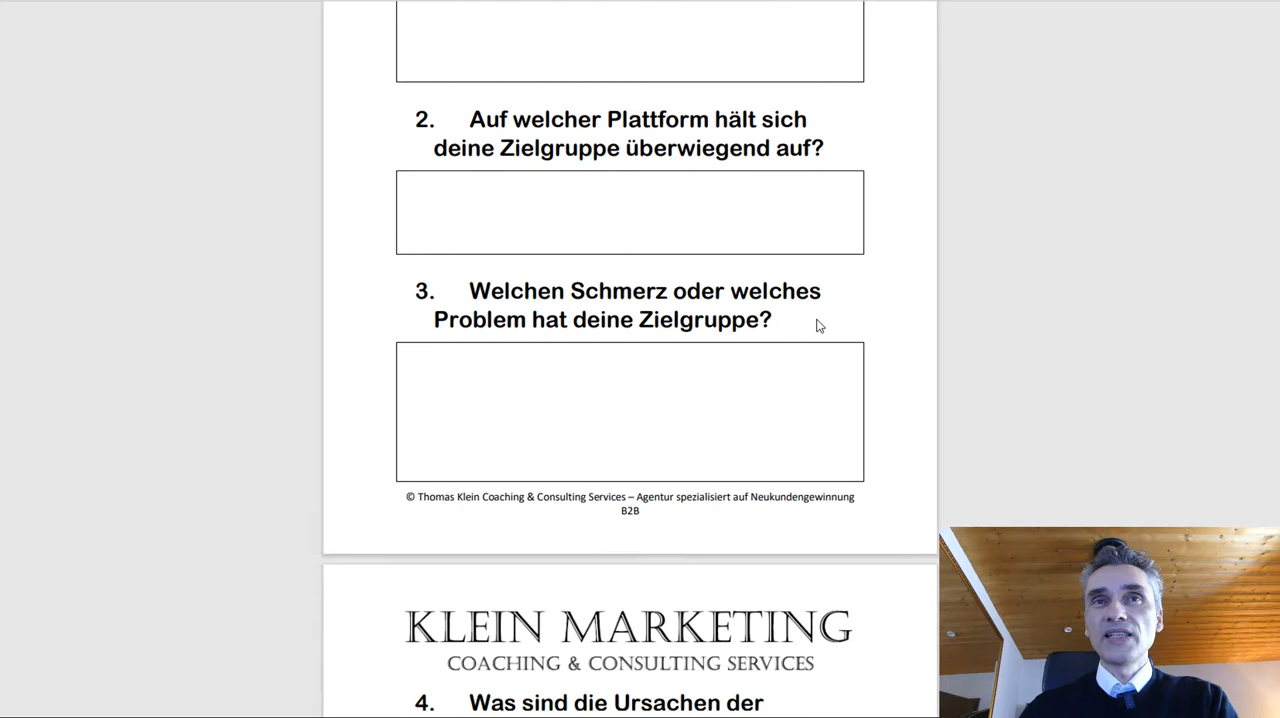 2. Auf welcher Plattform hält sich
deine Zielgruppe überwiegend auf?
3. Welchen Schmerz oder welches
Problem hat deine Zielgruppe?
© Thomas Klein Coaching & Consulting Services – Agentur spezialisiert auf Neukundengewinnung
B2B
KLEIN MARKETING
COACHING & CONSULTING SERVICES
4. Was sind die Ursachen der